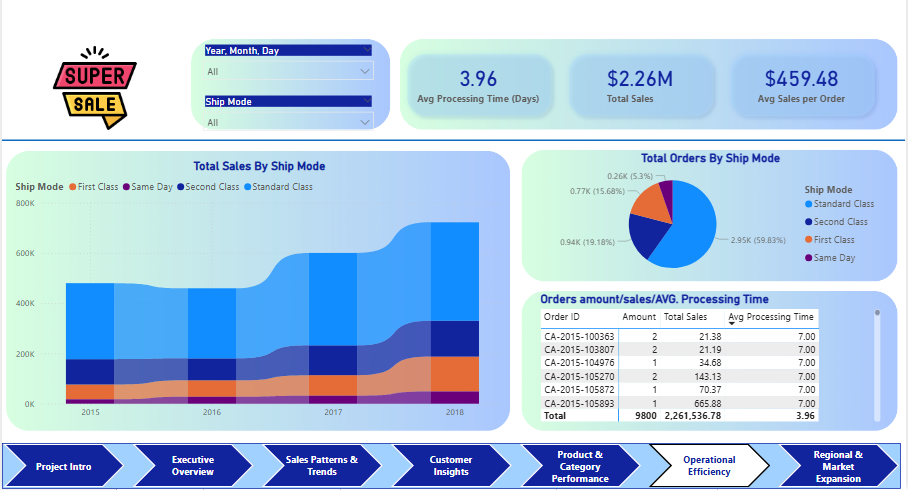 SUPER
SALE
Year, Month, Day
All
Ship Mode
All
3.96
Avg Processing Time (Days)
$2.26M
Total Sales
$459.48
Avg Sales per Order
Total Sales By Ship Mode
Ship Mode First Class Same Day Second Class Standard Class
800K
600K
400K
200K
0K
2015 2016 2017 2018
Total Orders By Ship Mode
0.26K (5.3%)
0.77K (15.68%)
0.94K (19.18%)
2.95K (59.83%)
Ship Mode
Standard Class
Second Class
First Class
Same Day
Orders amount/sales/AVG. Processing Time
Order ID Amount Total Sales Avg Processing Time
CA-2015-100363 2 21.38 7.00
CA-2015-103807 2 21.19 7.00
CA-2015-104976 1 34.68 7.00
CA-2015-105270 2 143.13 7.00
CA-2015-105872 1 70.37 7.00
CA-2015-105893 1 665.88 7.00
Total 9800 2,261,536.78 3.96
Project Intro
Executive
Overview
Sales Patterns &
Trends
Customer
Insights
Product &
Category
Performance
Operational
Efficiency
Regional &
Market
Expansion